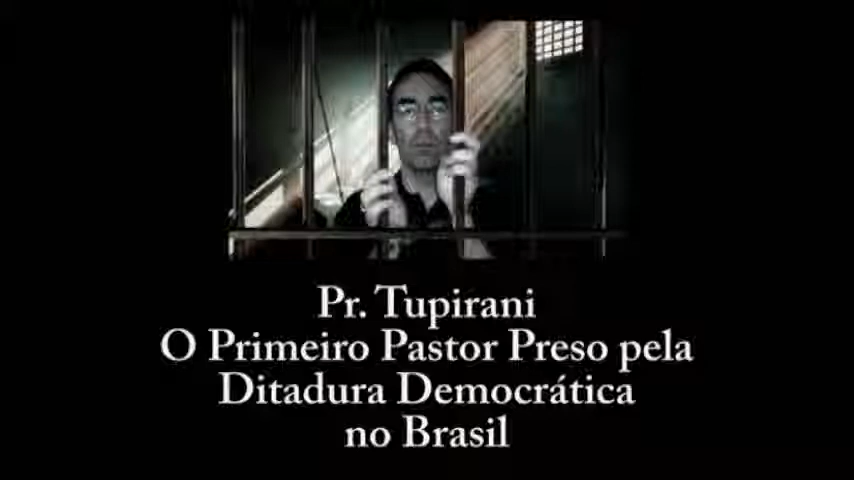 Pr. Tupirani
O Primeiro Pastor Preso pela
Ditadura Democrática
no Brasil